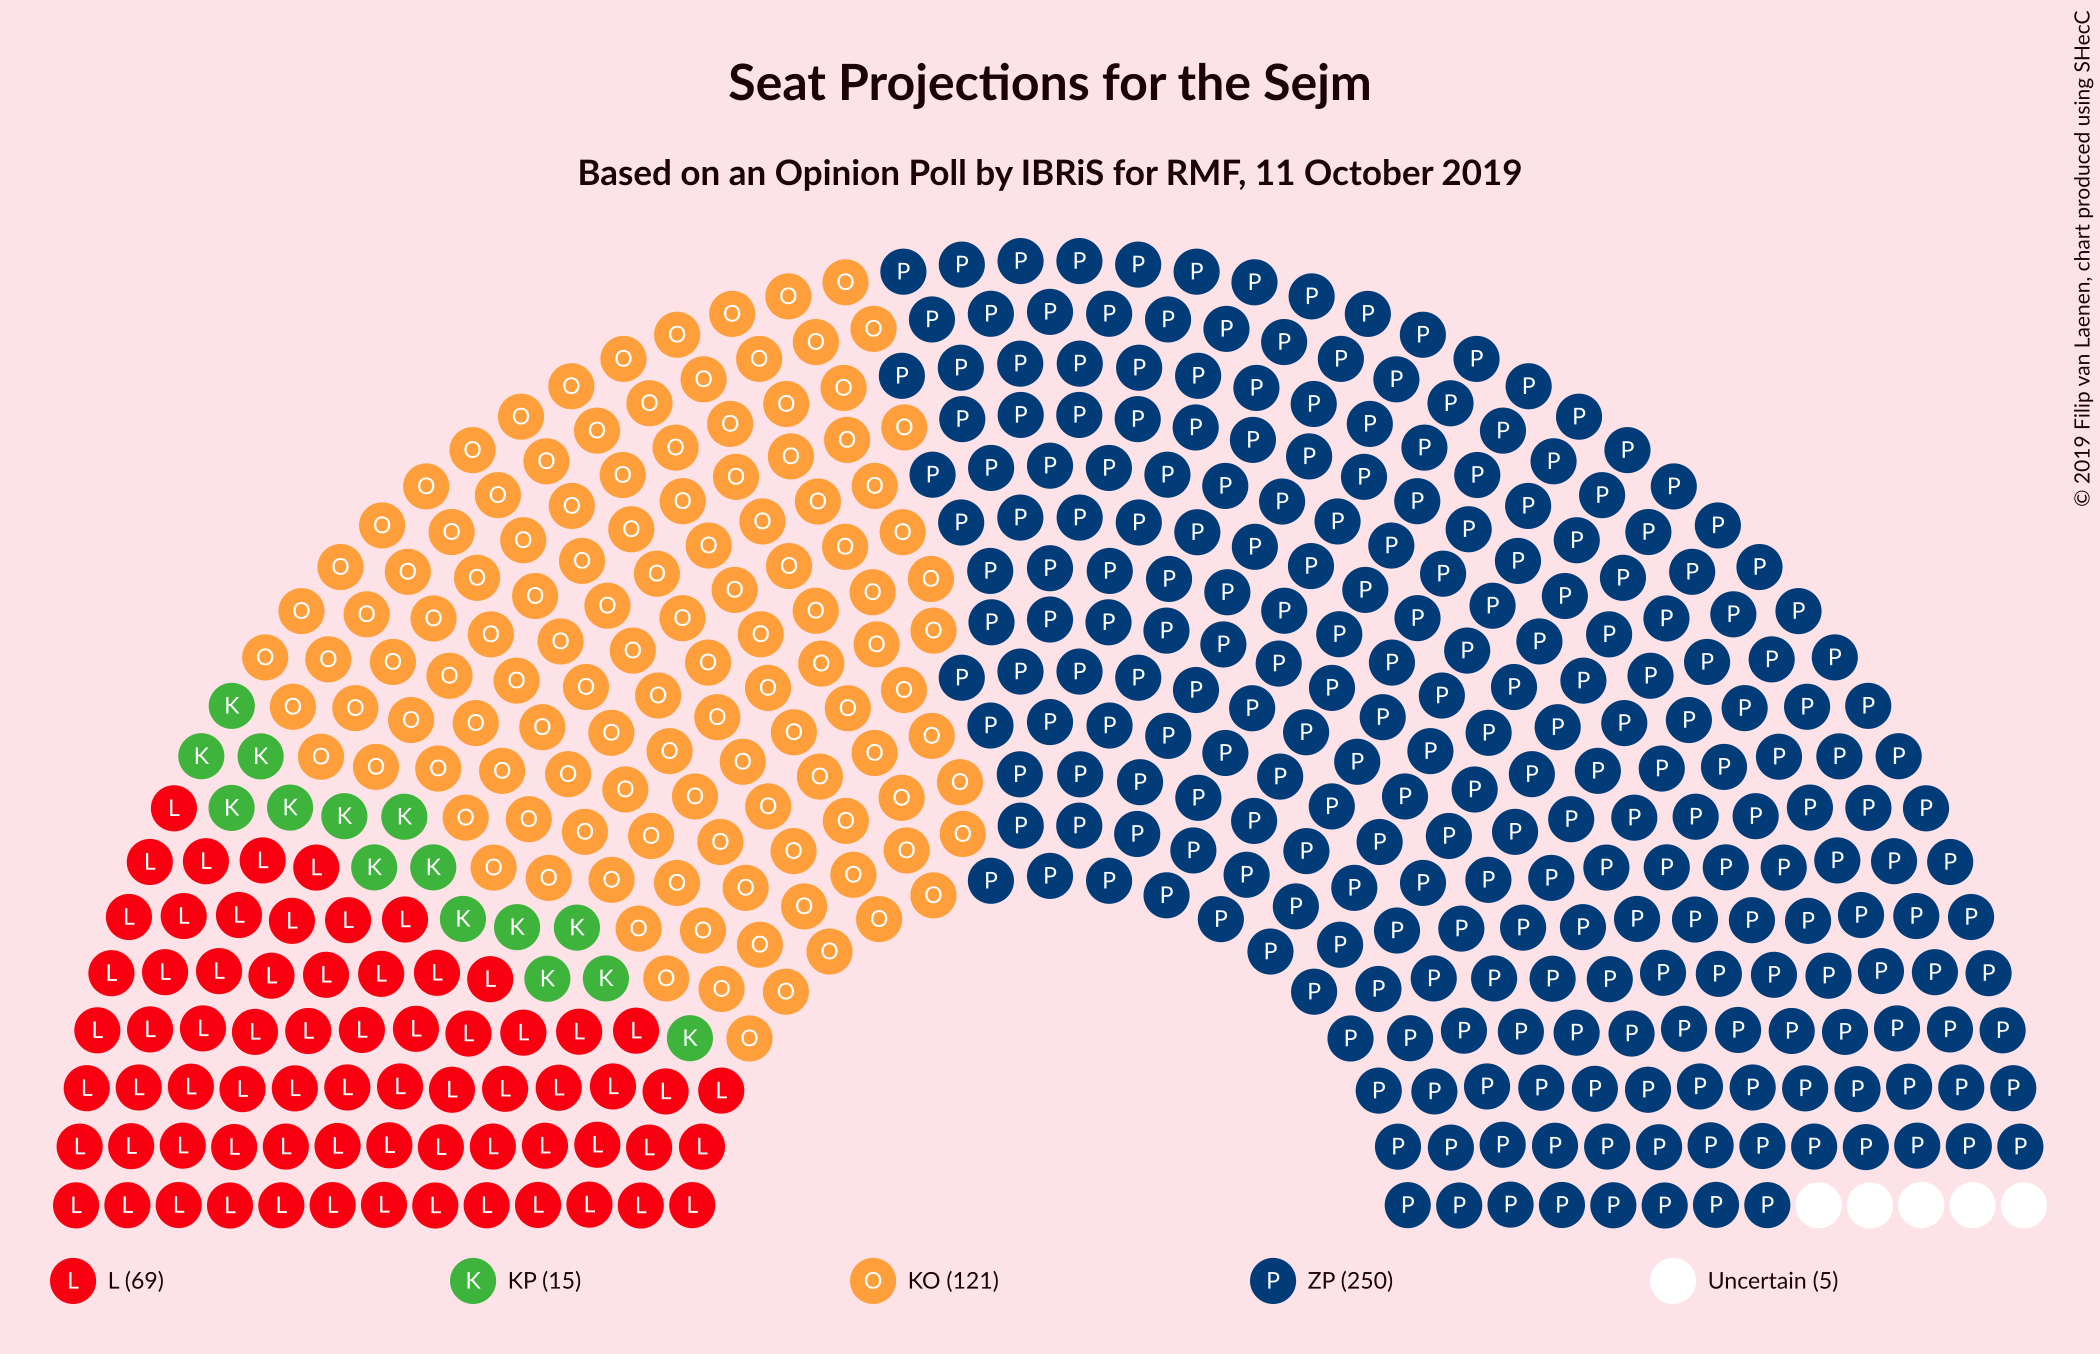 Seat Projections for the Sejm
Based on an Opinion Poll by IBRiS for RMF, 11 October 2019
© 2019 Filip van Laenen, chart produced using SHecC
L L (69)
K KP (15)
O KO (121)
P ZP (250)
Uncertain (5)